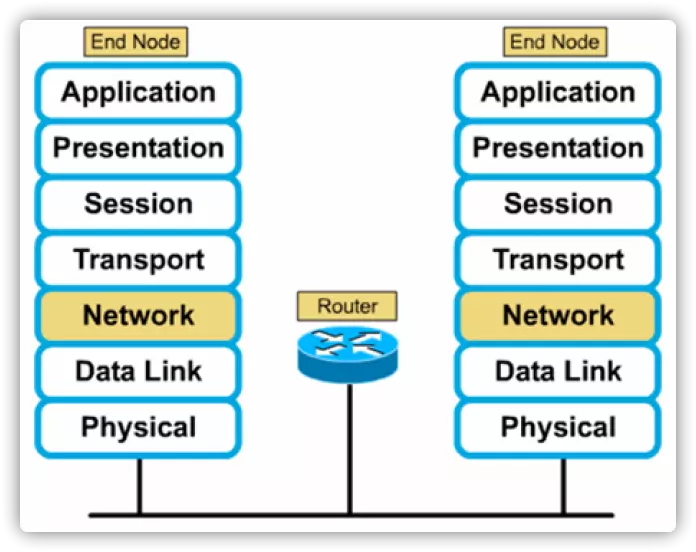 End Node
Application
Presentation
Session
Transport
Network
Data Link
Physical
Router
End Node
Application
Presentation
Session
Transport
Network
Data Link
Physical